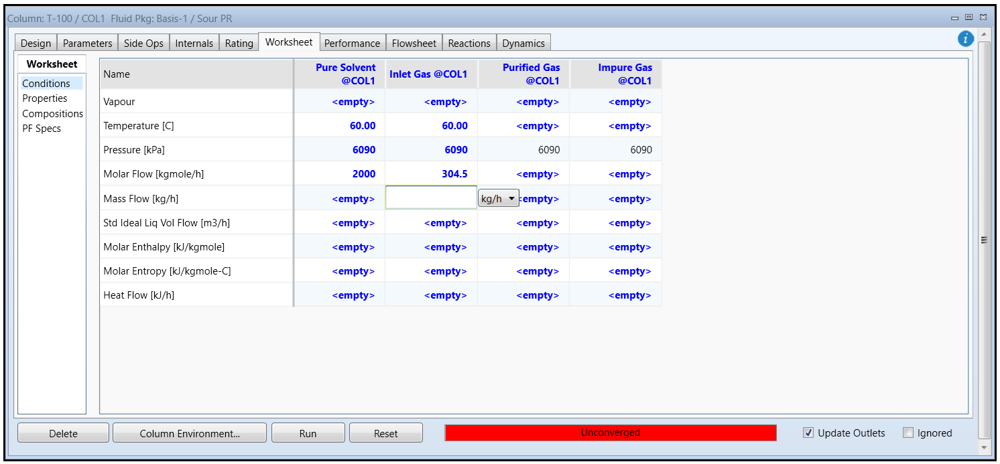 Column: T-100 / COL1 Fluid Pkg: Basis-1 / Sour PR
Design Parameters Side Ops Internals Rating Worksheet Performance Flowsheet Reactions Dynamics
Worksheet
Conditions
Properties
Compositions
PF Specs
Name Pure Solvent @COL1 Inlet Gas @COL1 Purified Gas @COL1 Impure Gas @COL1
Vapour <empty> <empty> <empty> <empty>
Temperature [C] 60.00 60.00 <empty> <empty>
Pressure [kPa] 6090 6090 6090 6090
Molar Flow [kgmole/h] 2000 304.5 <empty> <empty>
Mass Flow [kg/h] <empty> kg/h <empty> <empty>
Std Ideal Liq Vol Flow [m3/h] <empty> <empty> <empty> <empty>
Molar Enthalpy [kJ/kgmole] <empty> <empty> <empty> <empty>
Molar Entropy [kJ/kgmole-C] <empty> <empty> <empty> <empty>
Heat Flow [kJ/h] <empty> <empty> <empty> <empty>
Delete Column Environment... Run Reset Unconverged Update Outlets Ignored